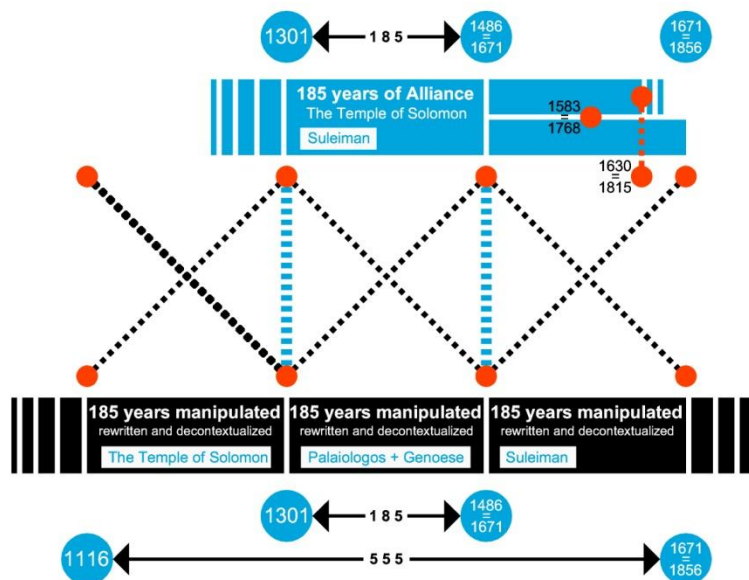 1301
185
1486
=
1671
1671
=
1856
185 years of Alliance
The Temple of Solomon
Suleiman
1583
=
1768
1630
=
1815
185 years manipulated
rewritten and decontextualized
The Temple of Solomon
185 years manipulated
rewritten and decontextualized
Palaiologos + Genoese
185 years manipulated
rewritten and decontextualized
Suleiman
1301
185
1486
=
1671
1116
555
1671
=
1856